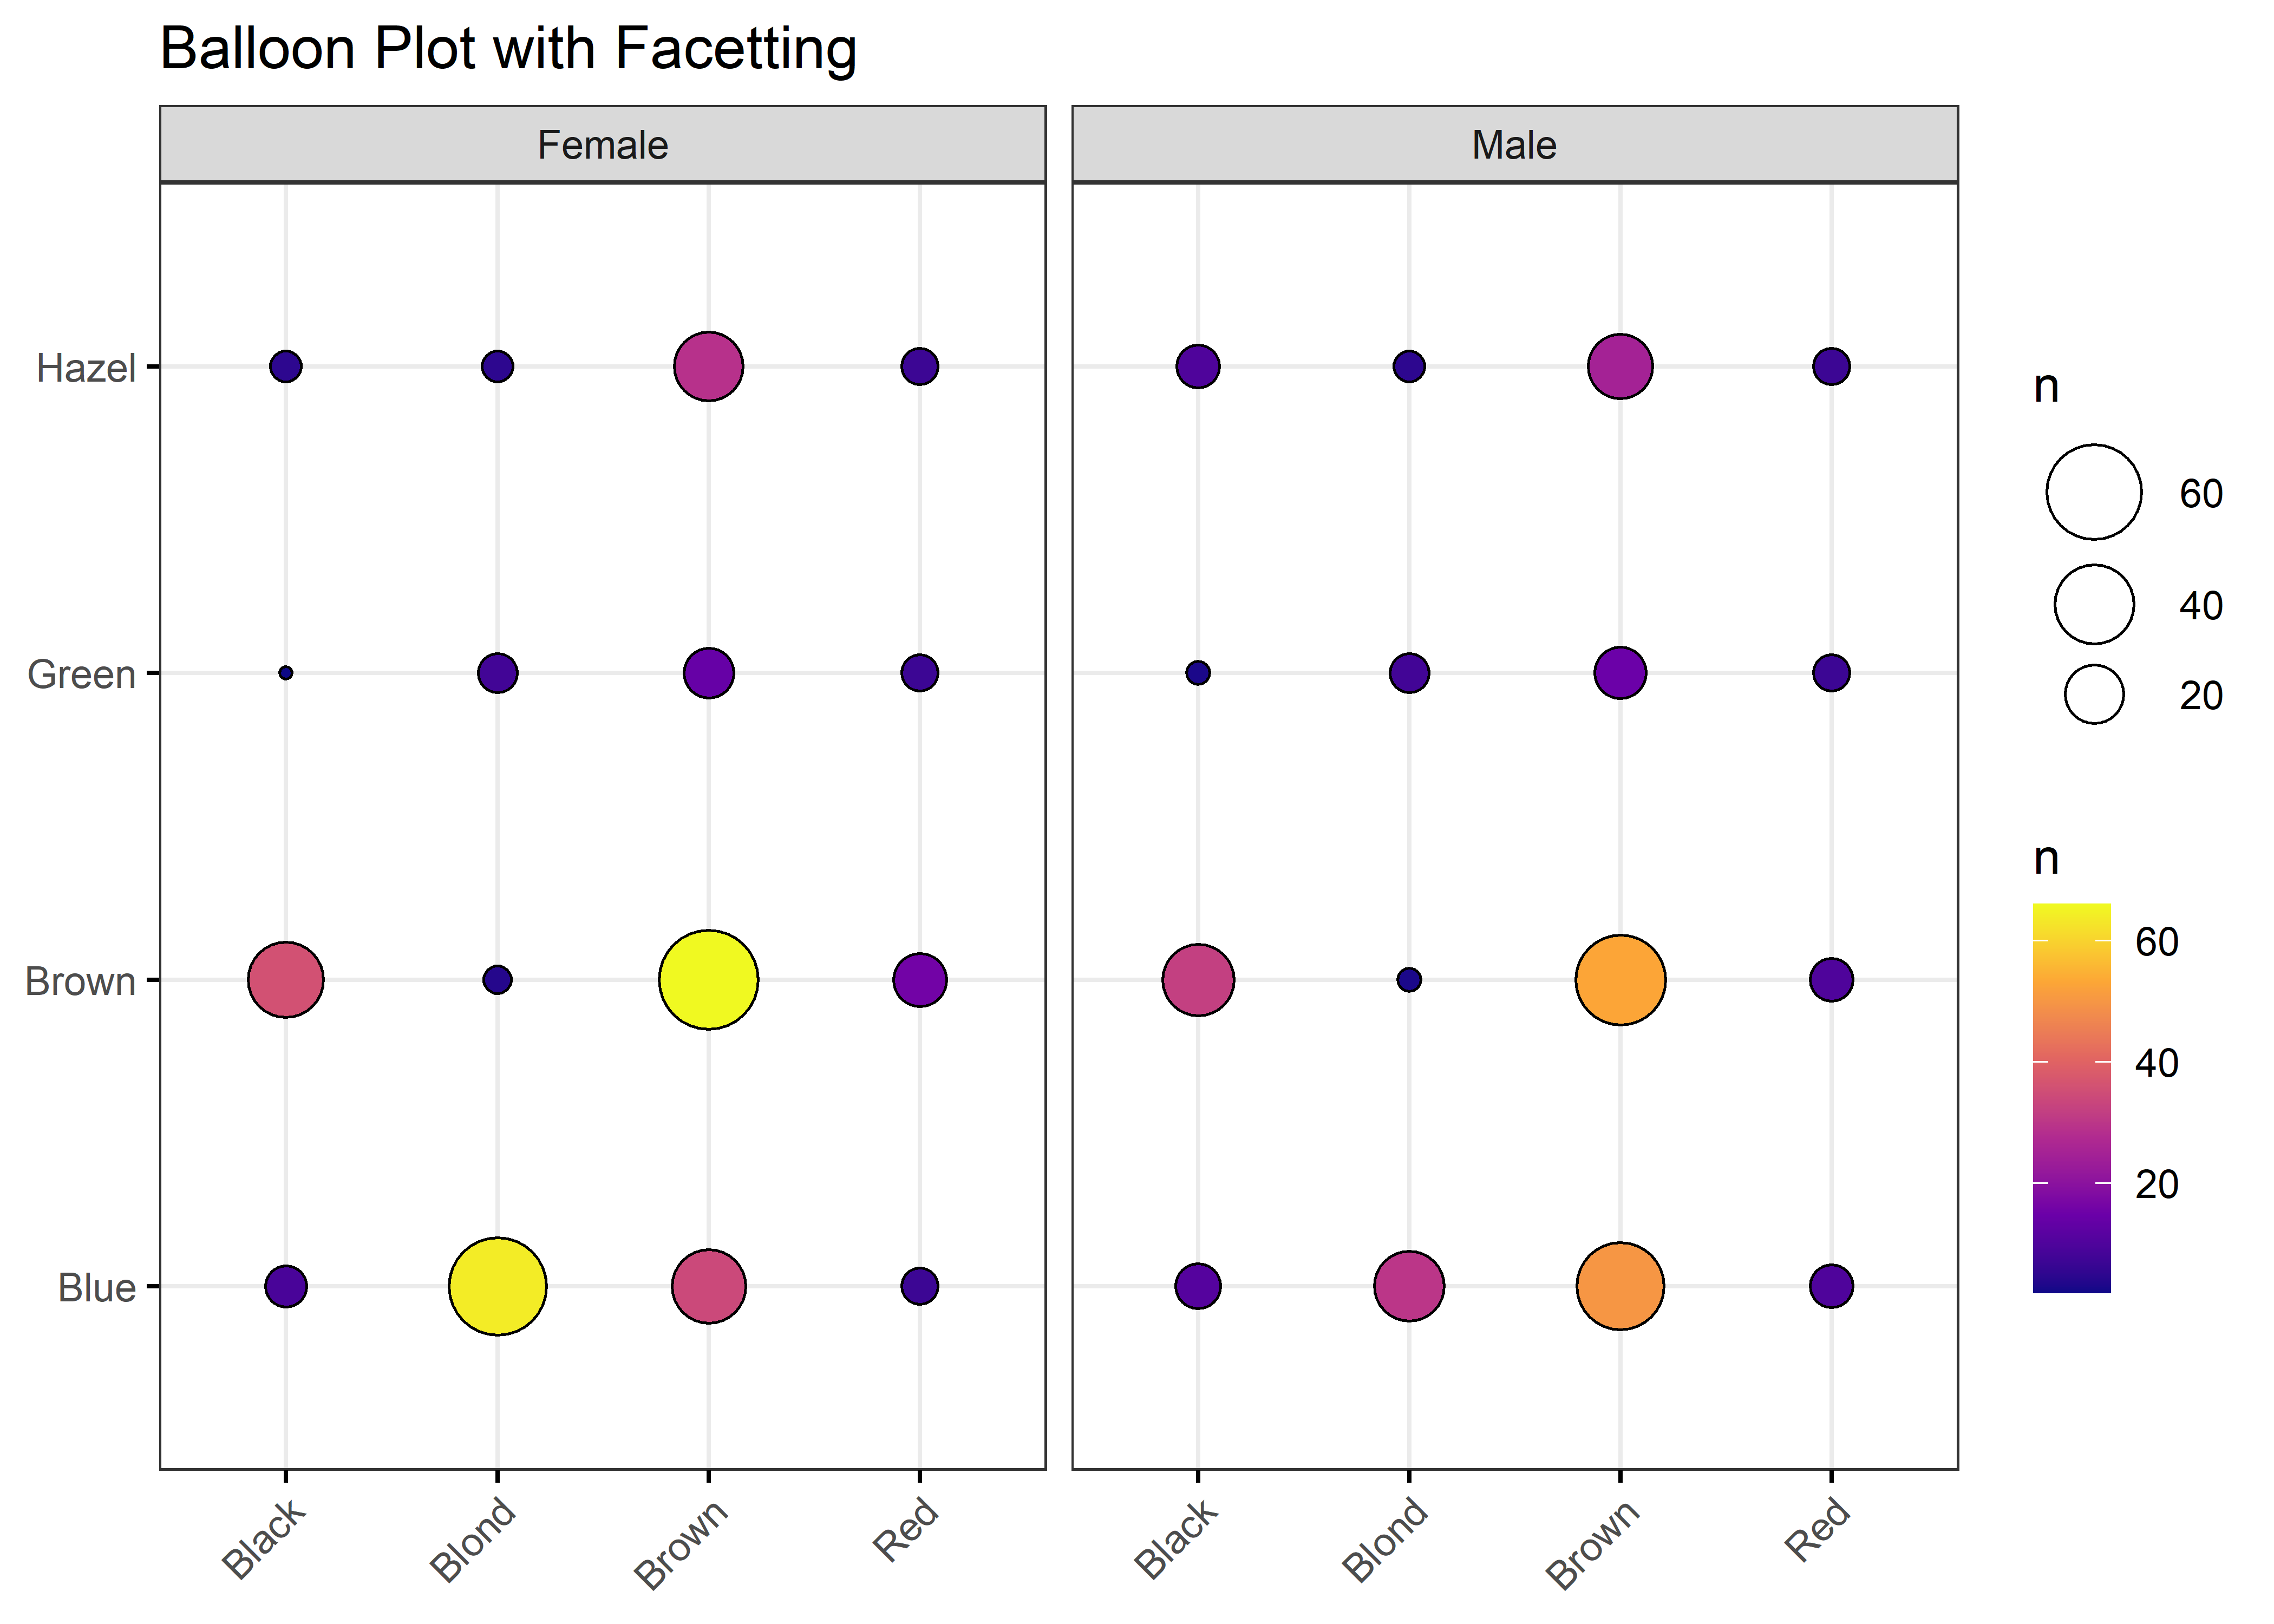 Balloon Plot with Facetting
Female
Male
Hazel
Green
Brown
Blue
Black
Blond
Brown
Red
Black
Blond
Brown
Red
n
60
40
20
n
60
40
20